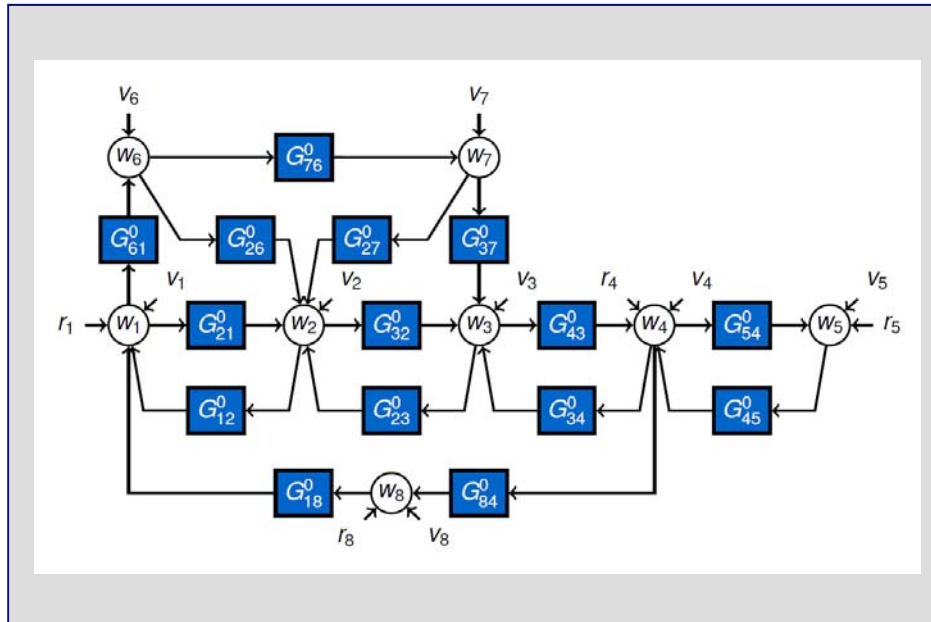 v6 v7
w6 G⁰76 w7
G⁰61 G⁰26 G⁰27 G⁰37
v1 v2 v3 r4 v4 v5
r1 w1 G⁰21 w2 G⁰32 w3 G⁰43 w4 G⁰54 w5 r5
G⁰12 G⁰23 G⁰34 G⁰45
G⁰18 w8 G⁰84
r8 v8